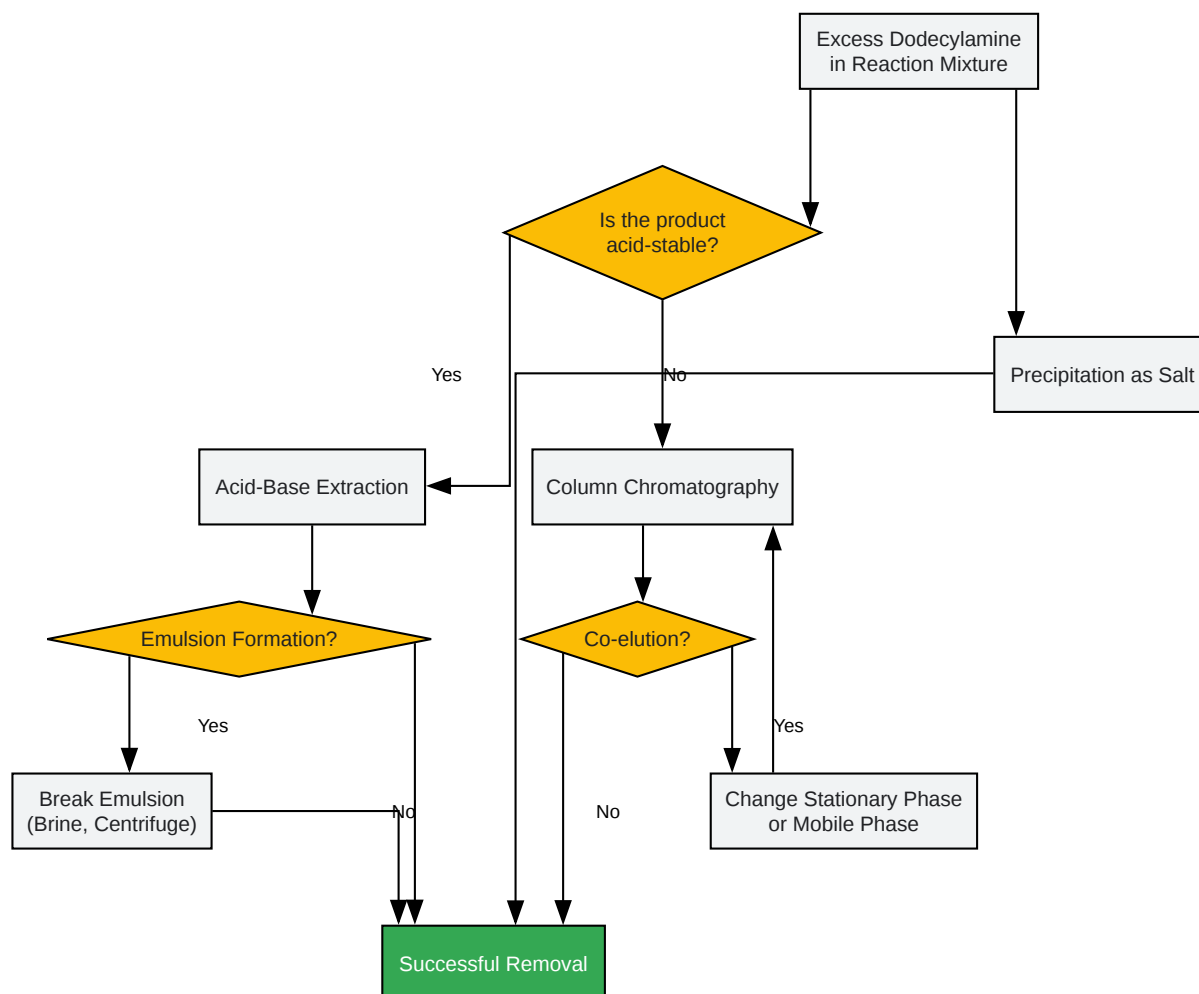 Excess Dodecylamine
in Reaction Mixture
Is the product
acid-stable?
Yes
No
Precipitation as Salt
Acid-Base Extraction
Column Chromatography
Emulsion Formation?
Co-elution?
Yes
Yes
Break Emulsion
(Brine, Centrifuge)
No
No
Change Stationary Phase
or Mobile Phase
Successful Removal